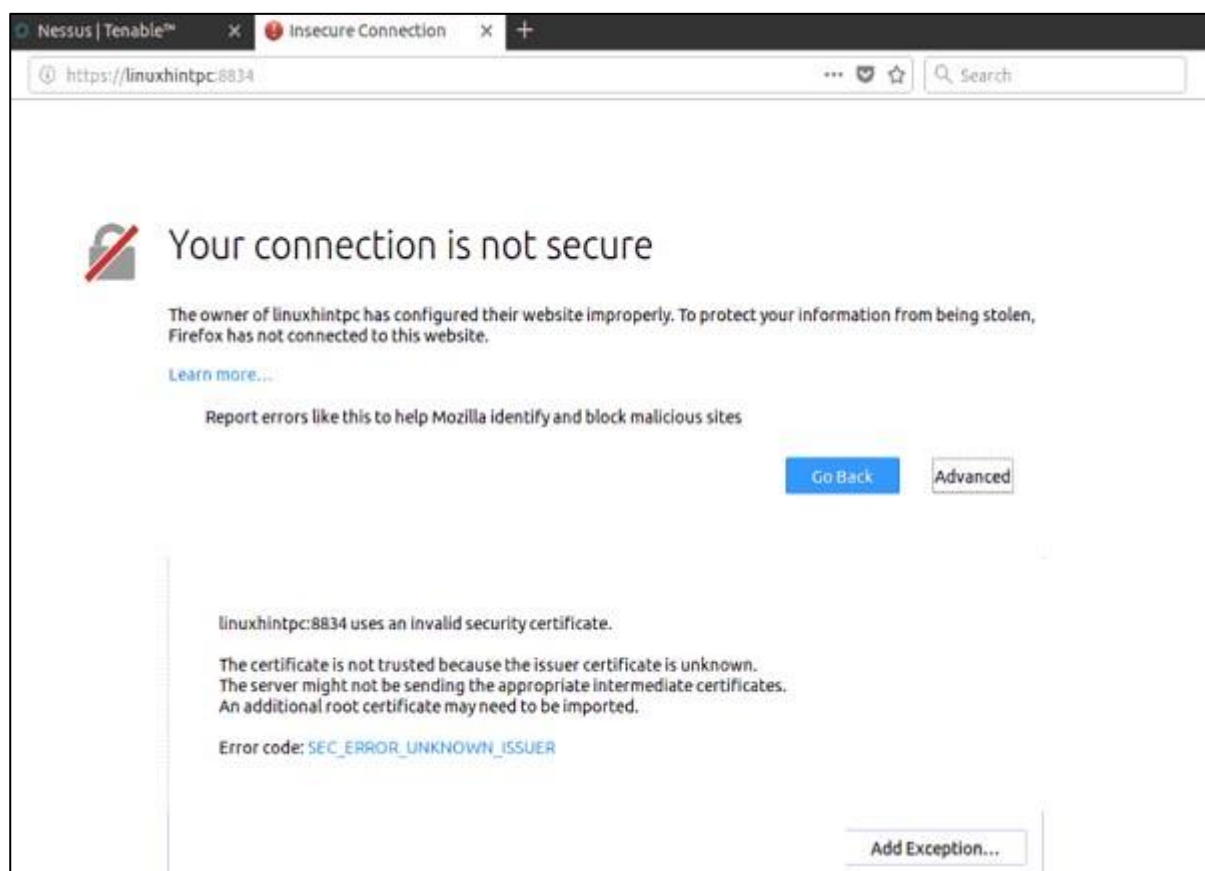 Nessus | Tenable™
Insecure Connection
https://linuxhintpc:8834
Search
Your connection is not secure
The owner of linuxhintpc has configured their website improperly. To protect your information from being stolen,
Firefox has not connected to this website.
Learn more...
Report errors like this to help Mozilla identify and block malicious sites
Go Back
Advanced
linuxhintpc:8834 uses an invalid security certificate.
The certificate is not trusted because the issuer certificate is unknown.
The server might not be sending the appropriate intermediate certificates.
An additional root certificate may need to be imported.
Error code: SEC_ERROR_UNKNOWN_ISSUER
Add Exception...